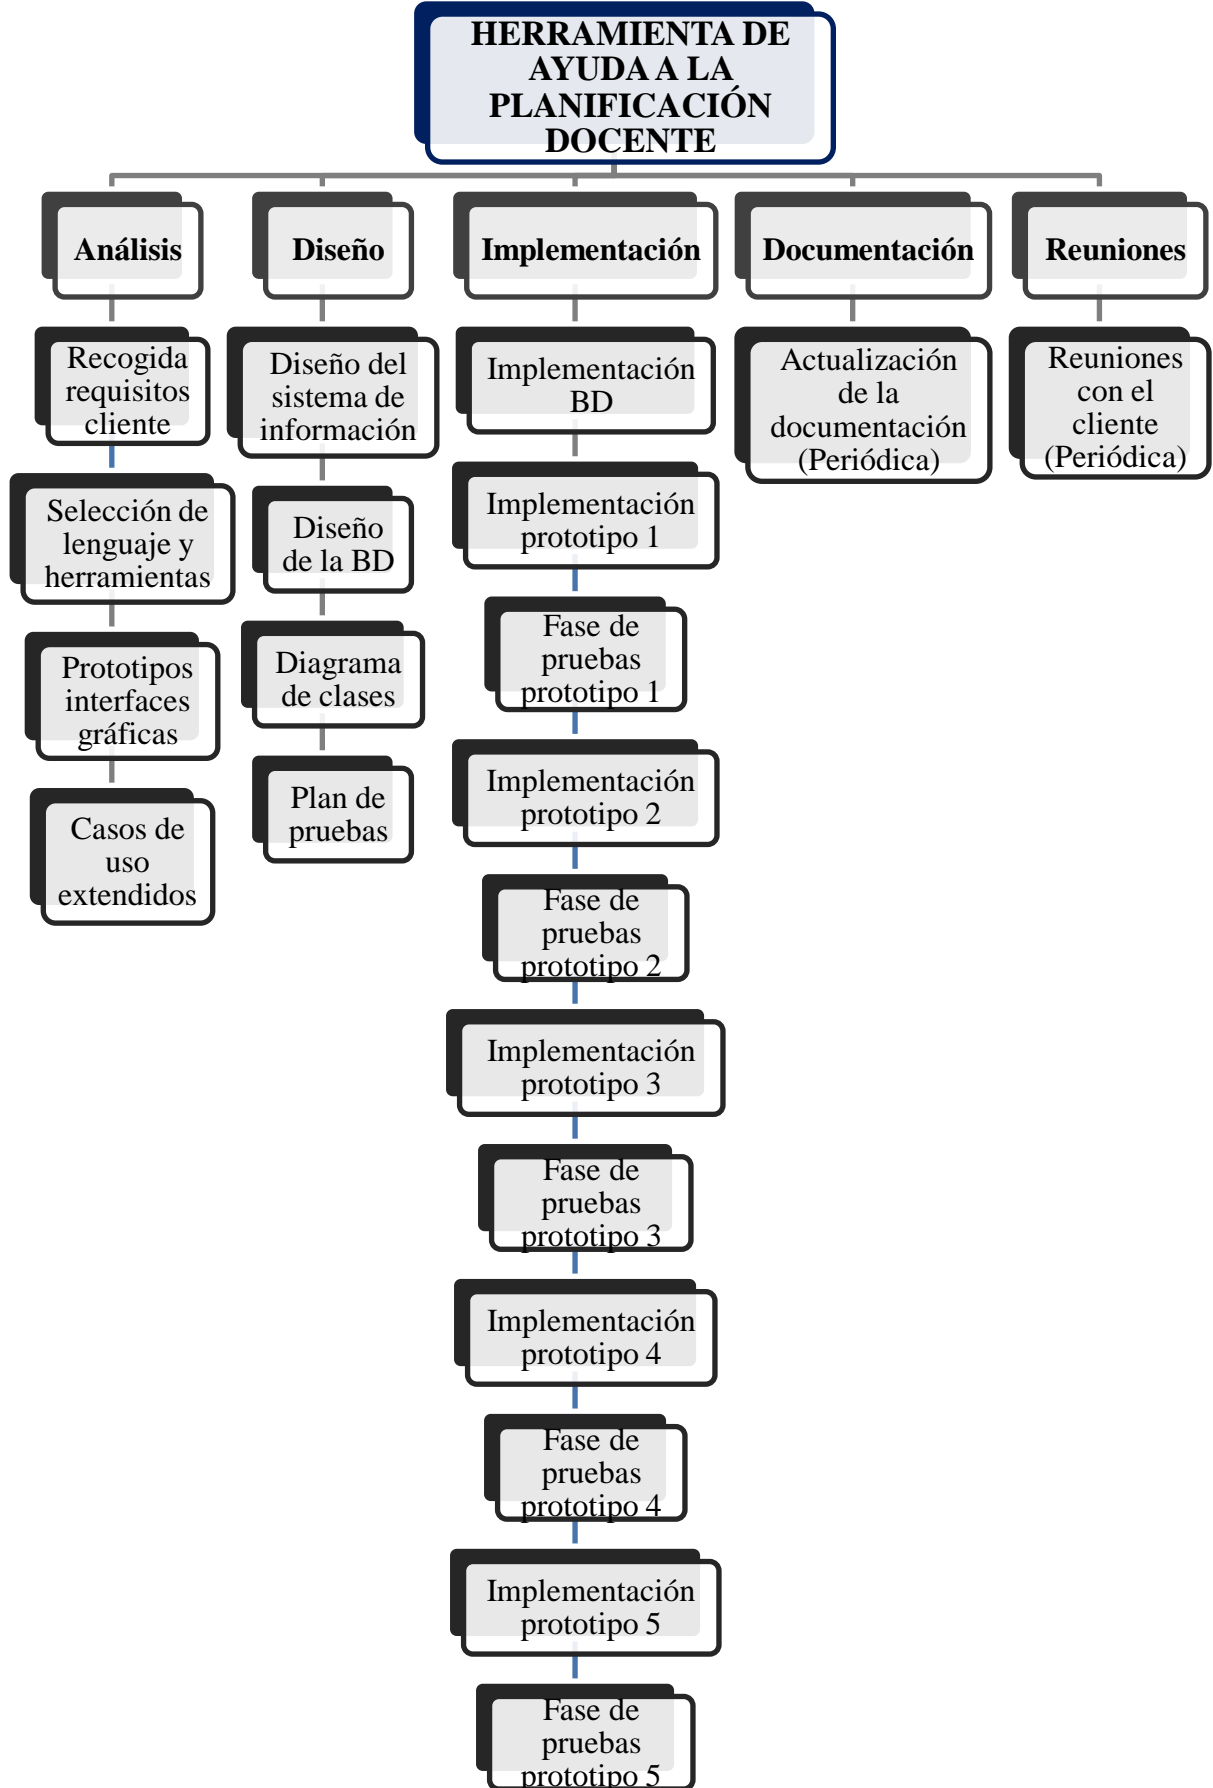 HERRAMIENTA DE
AYUDA A LA
PLANIFICACIÓN
DOCENTE
Análisis
Diseño
Implementación
Documentación
Reuniones
Recogida
requisitos
cliente
Selección de
lenguaje y
herramientas
Prototipos
interfaces
gráficas
Casos de
uso
extendidos
Diseño del
sistema de
información
Diseño
de la BD
Diagrama
de clases
Plan de
pruebas
Implementación
BD
Implementación
prototipo 1
Fase de
pruebas
prototipo 1
Implementación
prototipo 2
Fase de
pruebas
prototipo 2
Implementación
prototipo 3
Fase de
pruebas
prototipo 3
Implementación
prototipo 4
Fase de
pruebas
prototipo 4
Implementación
prototipo 5
Fase de
pruebas
prototipo 5
Actualización
de la
documentación
(Periódica)
Reuniones
con el
cliente
(Periódica)